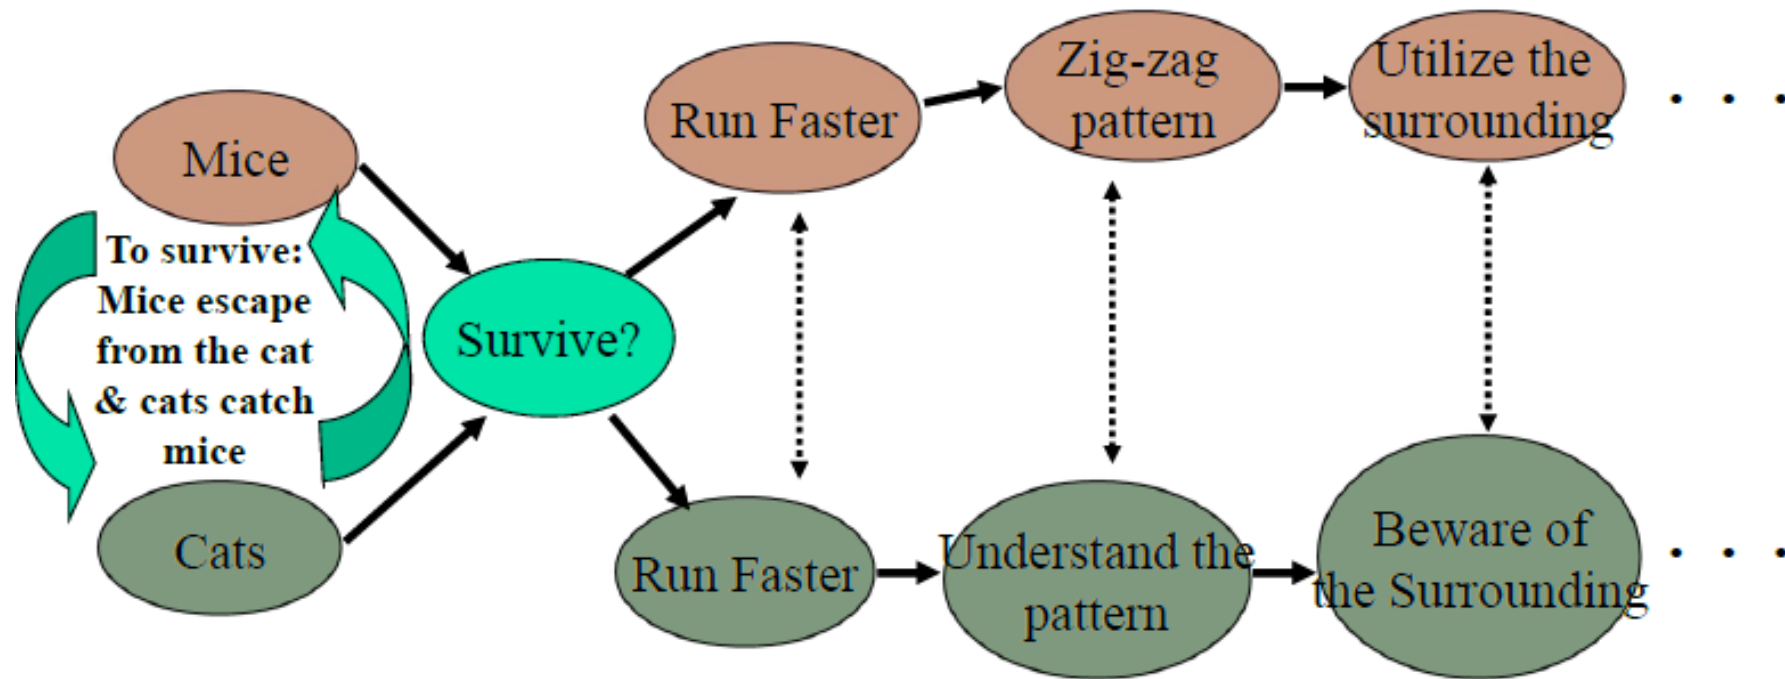 Mice
To survive:
Mice escape
from the cat
& cats catch
mice
Cats
Survive?
Run Faster
Zig-zag
pattern
Utilize the
surrounding
. . .
Run Faster
Understand the
pattern
Beware of
the Surrounding
. . .